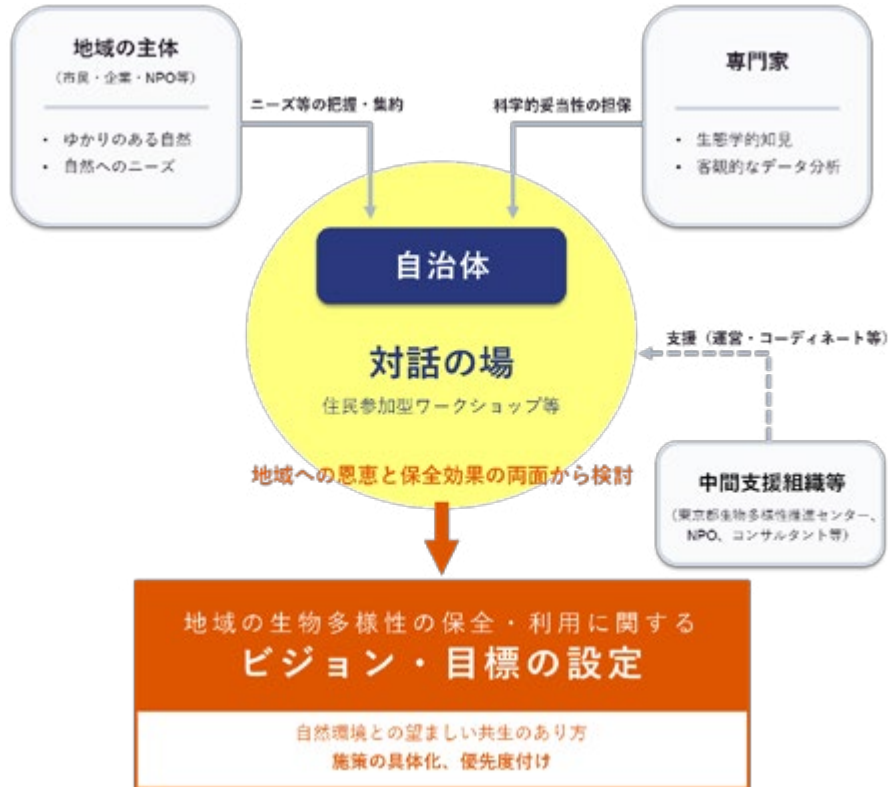 地域の主体
（市民・企業・NPO等）
・ ゆかりのある自然
・ 自然へのニーズ
ニーズ等の把握・集約
科学的妥当性の担保
専門家
・ 生態学的知見
・ 客観的なデータ分析
自治体
対話の場
住民参加型ワークショップ等
地域への恩恵と保全効果の両面から検討
支援（運営・コーディネート等）
中間支援組織等
（東京都生物多様性推進センター、
NPO、コンサルタント等）
地域の生物多様性の保全・利用に関する
ビジョン・目標の設定
自然環境との望ましい共生のあり方
施策の具体化、優先度付け